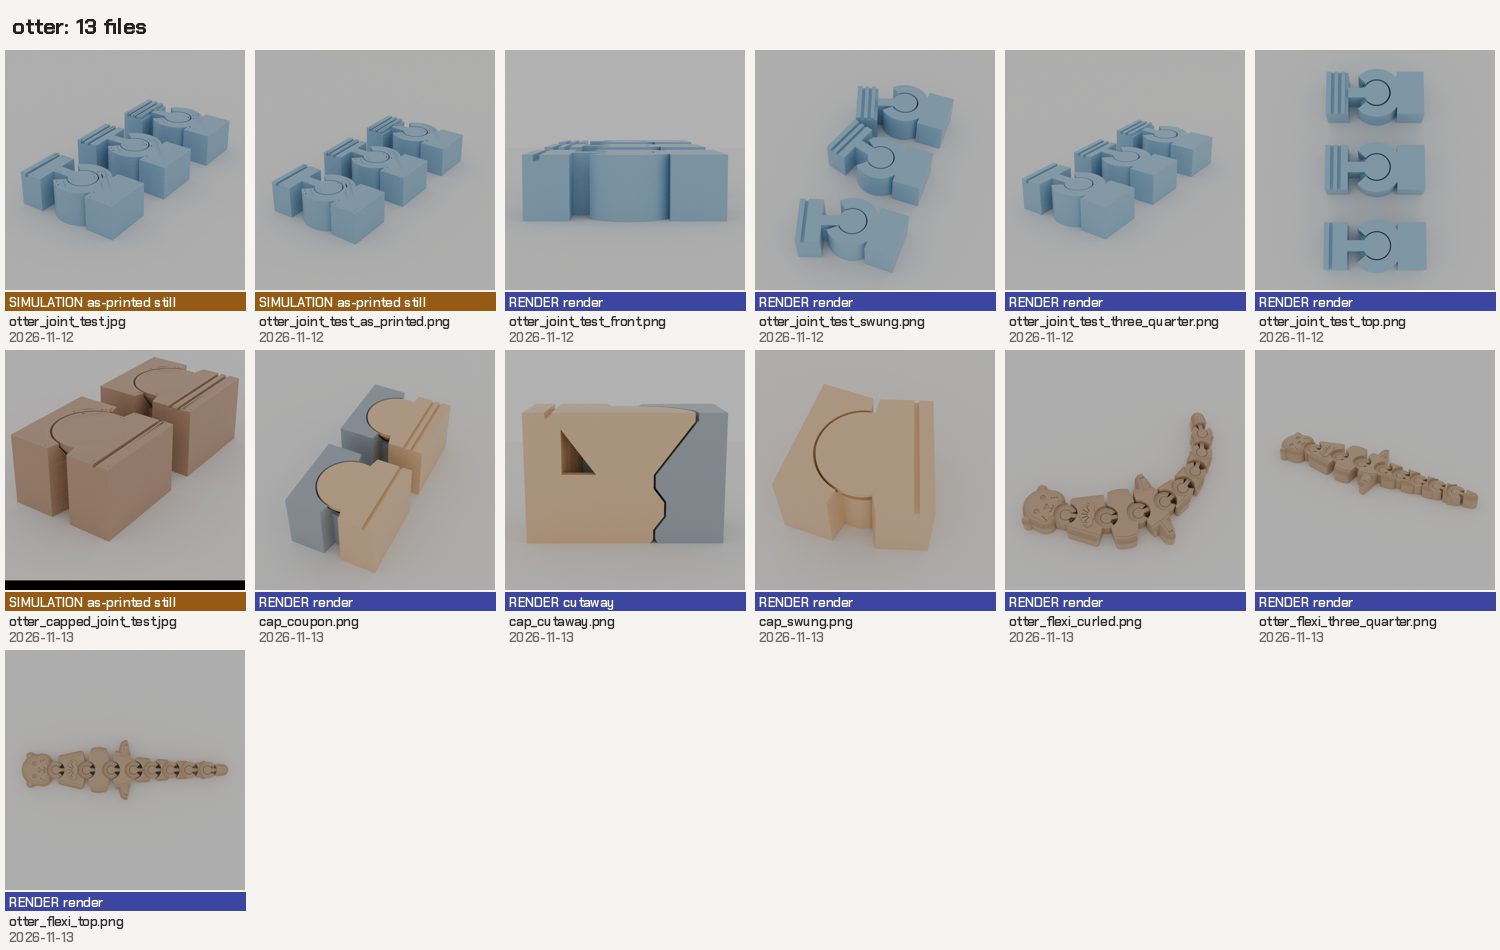 otter: 13 files
SIMULATION as-printed still
SIMULATION as-printed still
RENDER render
RENDER render
RENDER render
RENDER render
otter_joint_test.jpg
otter_joint_test_as_printed.png
otter_joint_test_front.png
otter_joint_test_swung.png
otter_joint_test_three_quarter.png
otter_joint_test_top.png
2026-11-12
2026-11-12
2026-11-12
2026-11-12
2026-11-12
2026-11-12
SIMULATION as-printed still
RENDER render
RENDER cutaway
RENDER render
RENDER render
RENDER render
otter_capped_joint_test.jpg
cap_coupon.png
cap_cutaway.png
cap_swung.png
otter_flexi_curled.png
otter_flexi_three_quarter.png
2026-11-13
2026-11-13
2026-11-13
2026-11-13
2026-11-13
2026-11-13
RENDER render
otter_flexi_top.png
2026-11-13